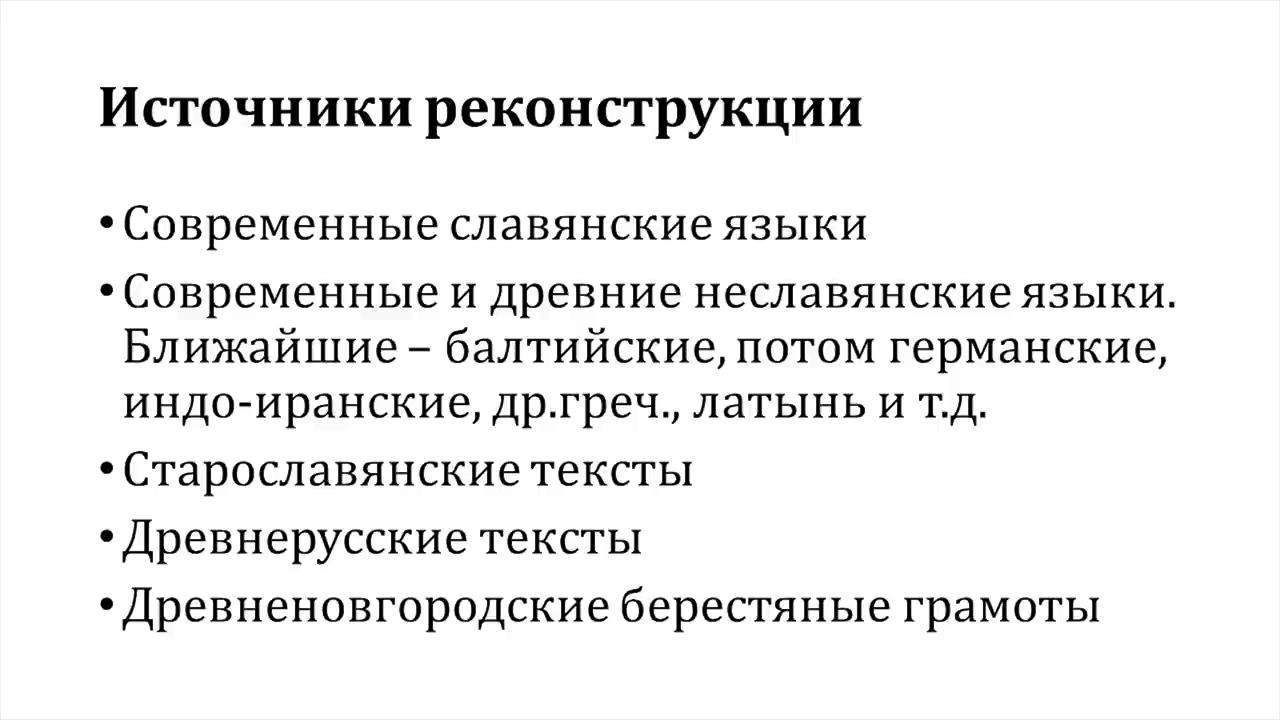 Источники реконструкции
• Современные славянские языки
• Современные и древние неславянские языки.
Ближайшие – балтийские, потом германские,
индо-иранские, др.греч., латынь и т.д.
• Старославянские тексты
• Древнерусские тексты
• Древненовгородские берестяные грамоты